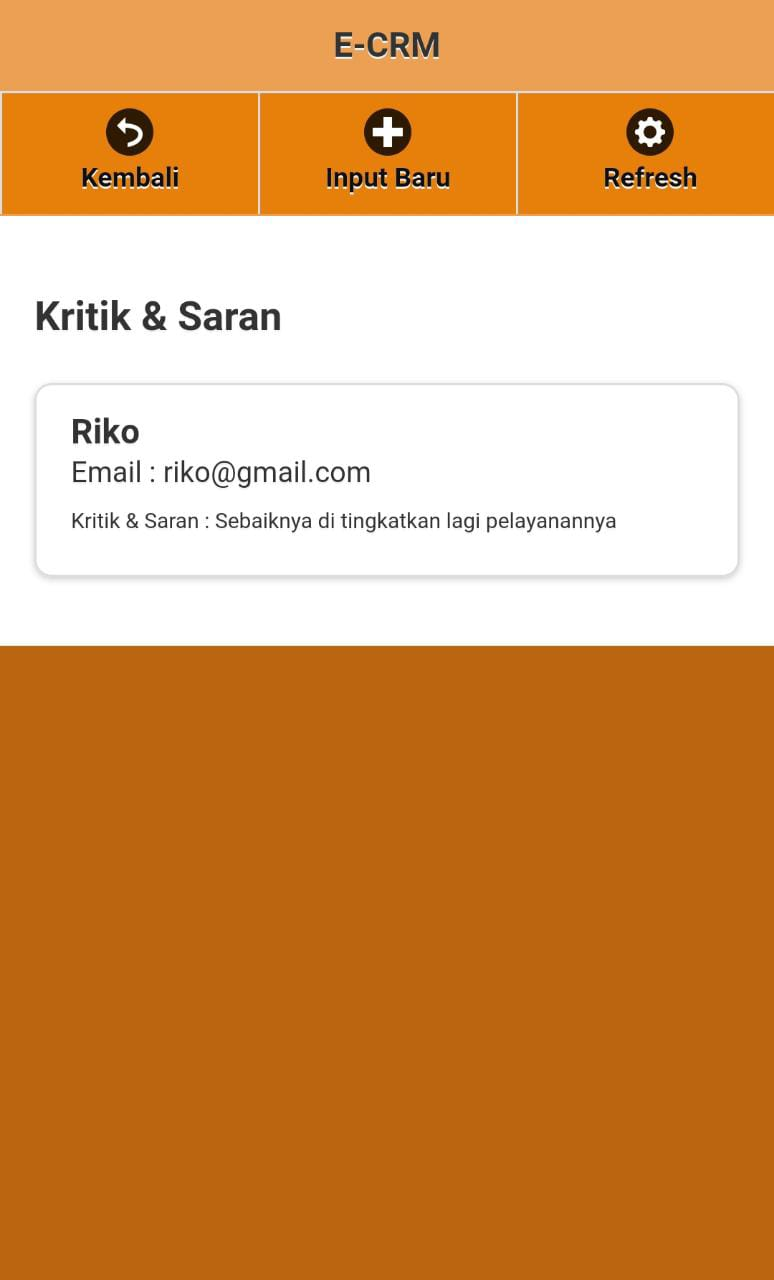 E-CRM
Kembali
Input Baru
Refresh
Kritik & Saran
Riko
Email : riko@gmail.com
Kritik & Saran : Sebaiknya di tingkatkan lagi pelayanannya